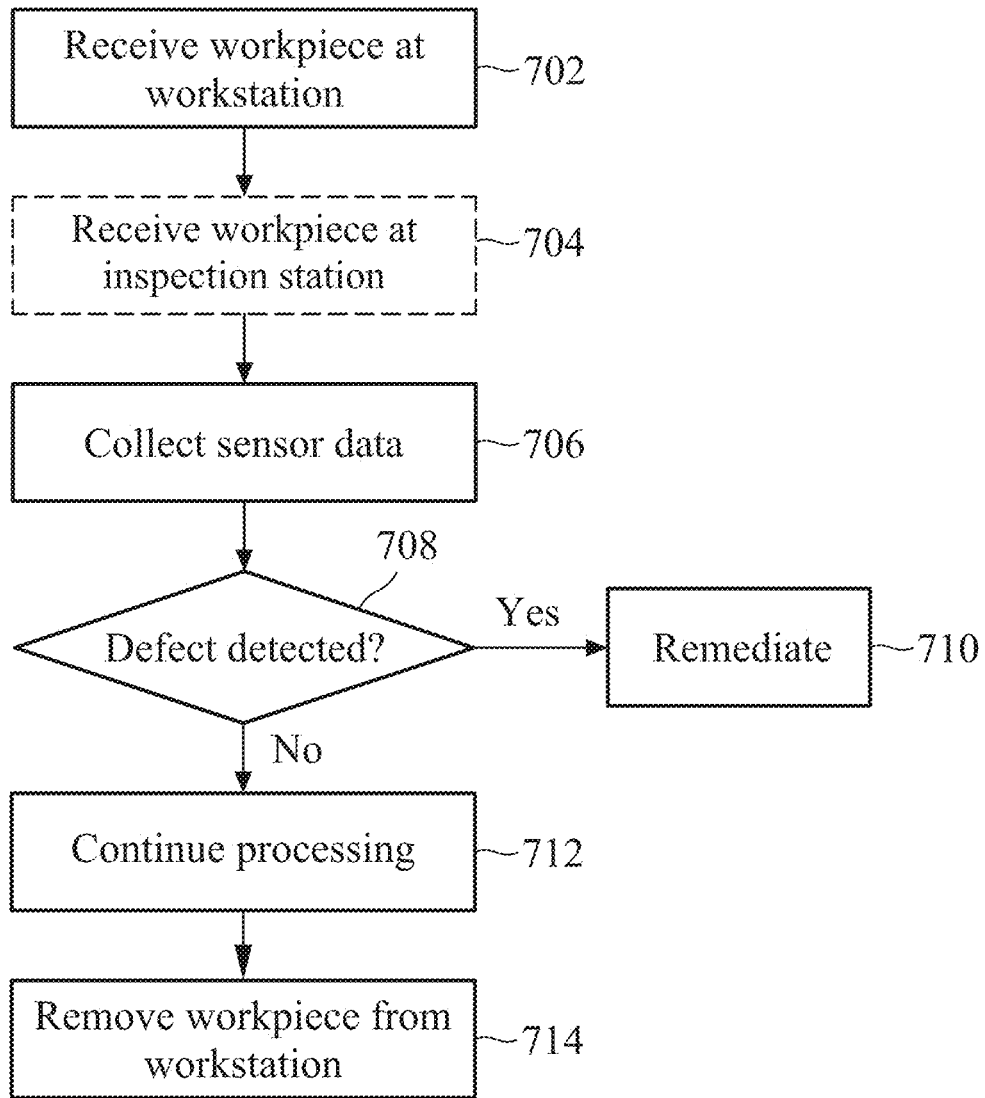 Receive workpiece at
workstation
702
Receive workpiece at
inspection station
704
Collect sensor data
706
708
Defect detected?
Yes
Remediate
710
No
Continue processing
712
Remove workpiece from
workstation
714